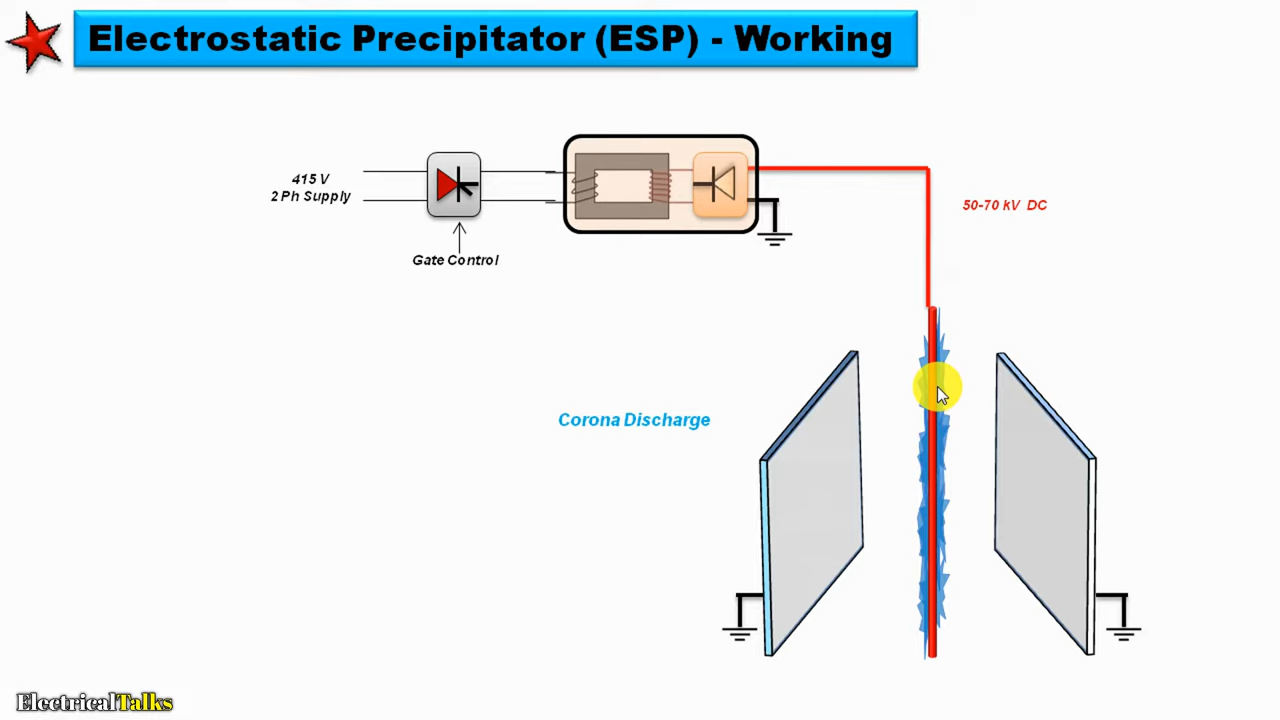 Electrostatic Precipitator (ESP) - Working
415 V
2 Ph Supply
Gate Control
50-70 kV DC
Corona Discharge
ElectricalTalks